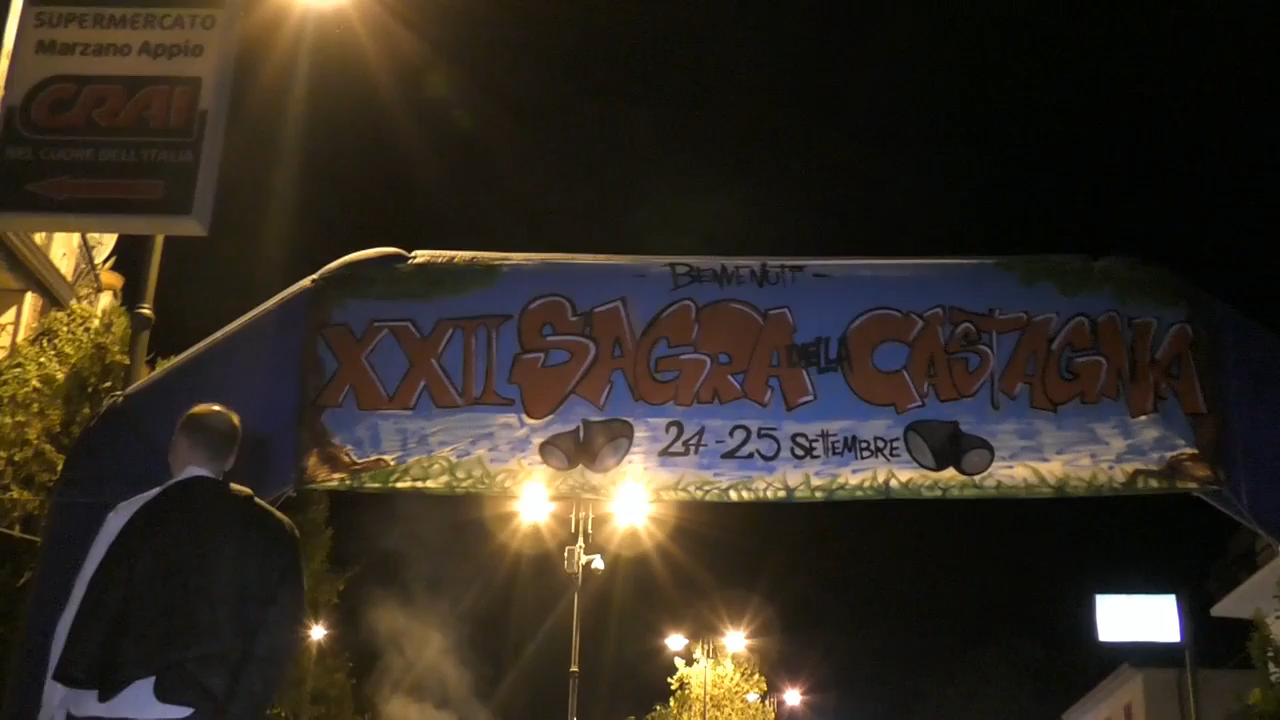 SUPERMERCATO
Marzano Appio
CRAI
NEL CUORE DELL'ITALIA
- BENVENUTI -
XXII SAGRA DELLA CASTAGNA
24-25 SETTEMBRE